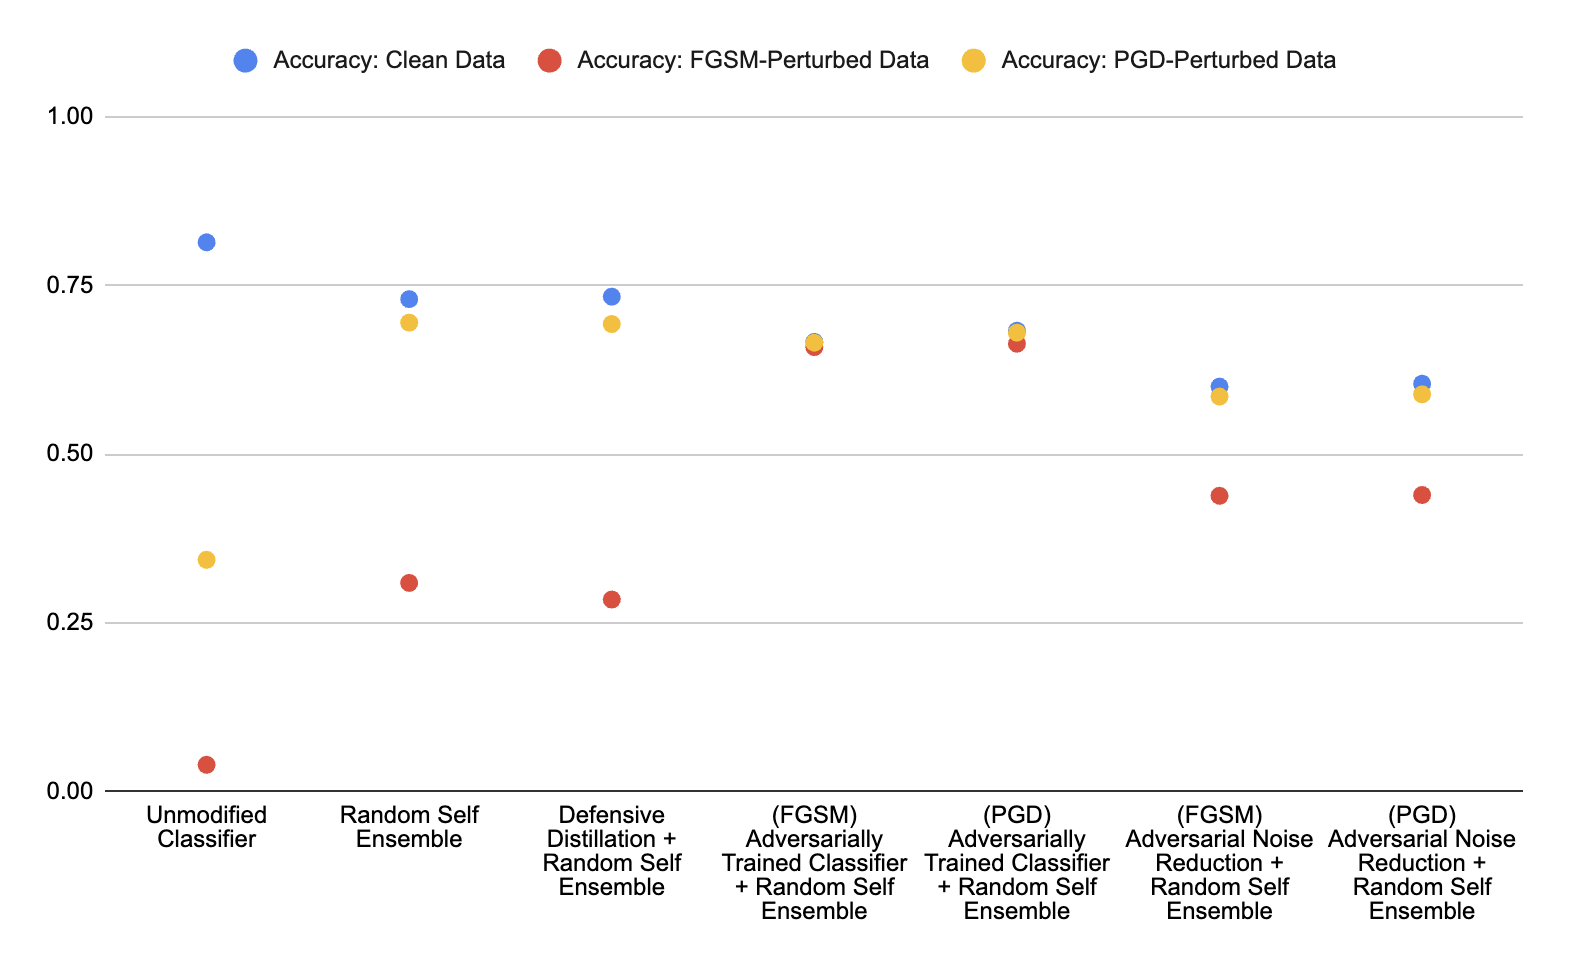 Accuracy: Clean Data
Accuracy: FGSM-Perturbed Data
Accuracy: PGD-Perturbed Data
1.00
0.75
0.50
0.25
0.00
Unmodified
Classifier
Random Self
Ensemble
Defensive
Distillation +
Random Self
Ensemble
(FGSM)
Adversarially
Trained Classifier
+ Random Self
Ensemble
(PGD)
Adversarially
Trained Classifier
+ Random Self
Ensemble
(FGSM)
Adversarial Noise
Reduction +
Random Self
Ensemble
(PGD)
Adversarial Noise
Reduction +
Random Self
Ensemble